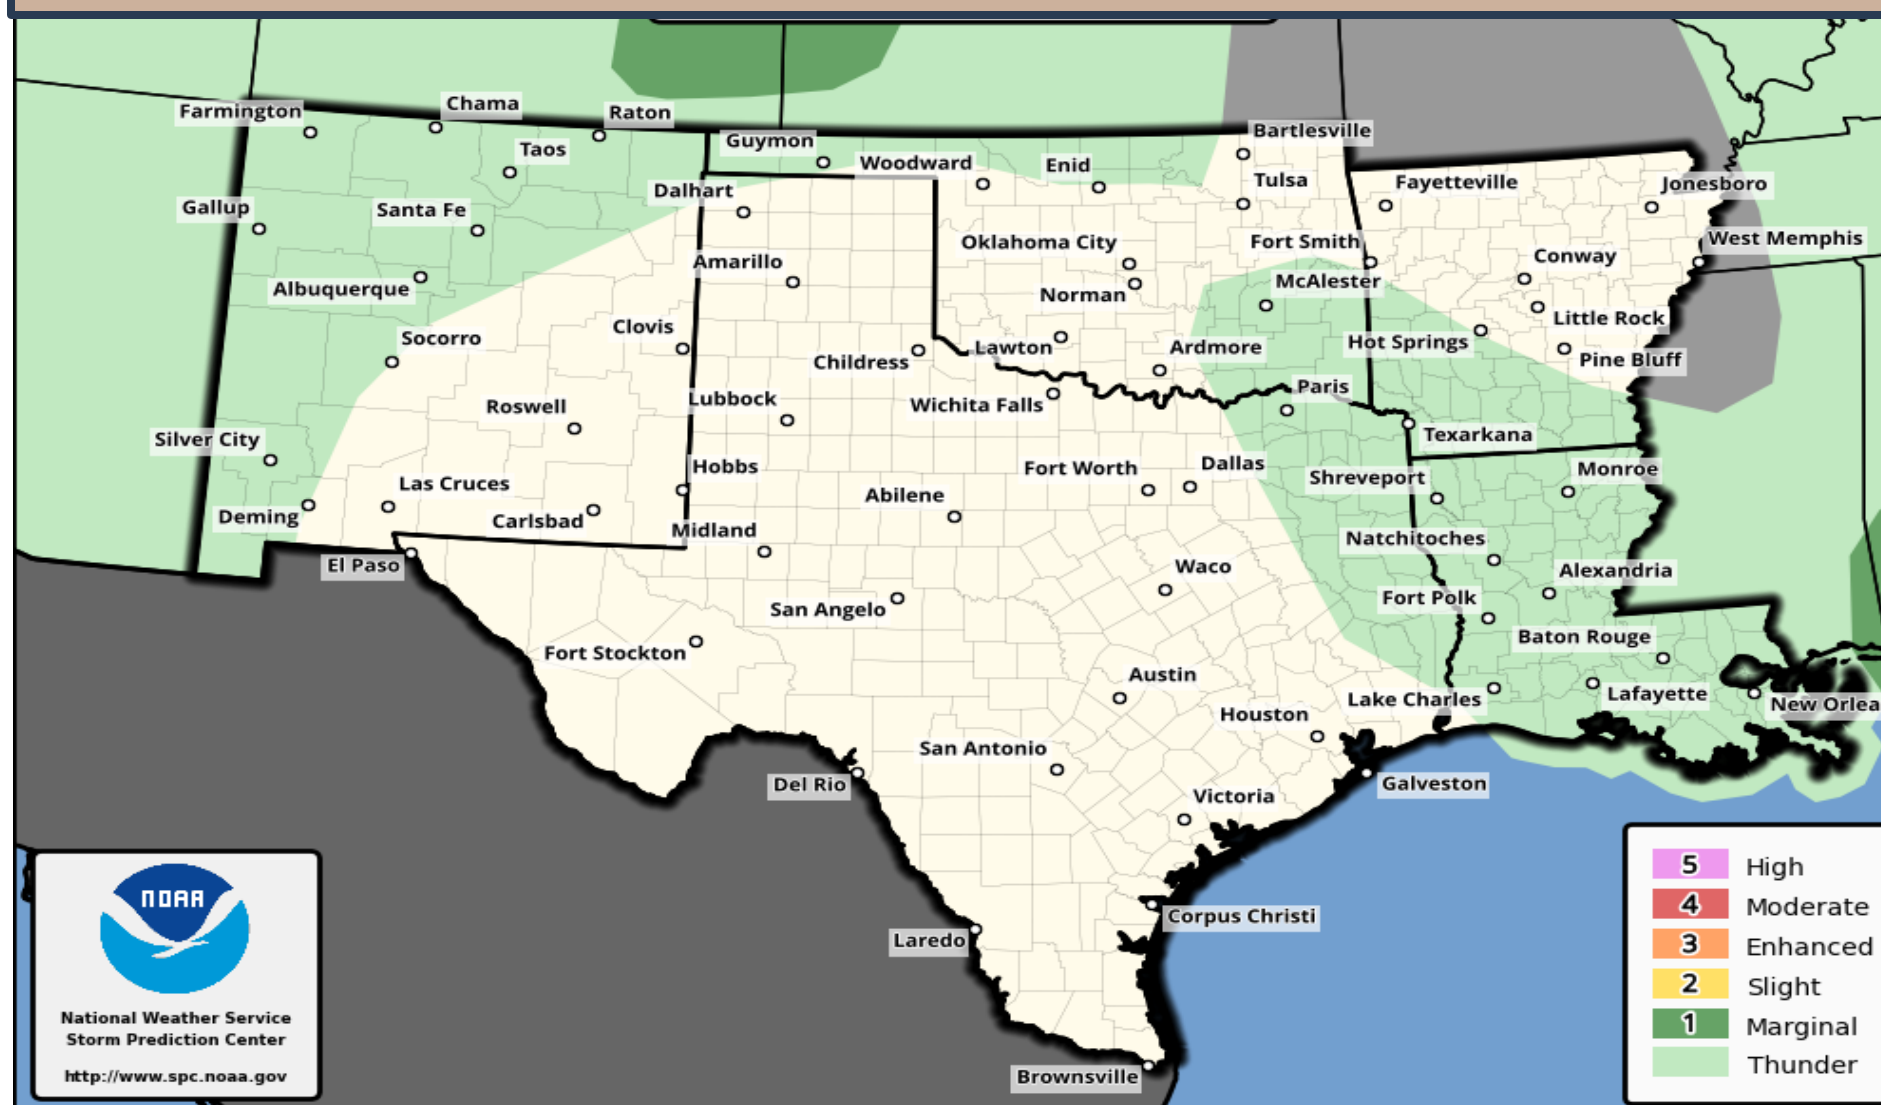 Farmington
Chama
Raton
Taos
Guymon
Woodward
Enid
Bartlesville
Tulsa
Fayetteville
Jonesboro
Dalhart
Gallup
Santa Fe
Oklahoma City
Fort Smith
West Memphis
Conway
Amarillo
McAlester
Albuquerque
Norman
Little Rock
Clovis
Socorro
Hot Springs
Lawton
Ardmore
Pine Bluff
Childress
Paris
Lubbock
Wichita Falls
Roswell
Texarkana
Silver City
Dallas
Hobbs
Fort Worth
Monroe
Shreveport
Las Cruces
Abilene
Deming
Carlsbad
Midland
Natchitoches
El Paso
Waco
Alexandria
Fort Polk
San Angelo
Baton Rouge
Fort Stockton
Austin
Lake Charles
Lafayette
New Orlea
Houston
San Antonio
Del Rio
Galveston
Victoria
Corpus Christi
Laredo
Brownsville
NOAA
National Weather Service
Storm Prediction Center
http://www.spc.noaa.gov
5 High
4 Moderate
3 Enhanced
2 Slight
1 Marginal
Thunder